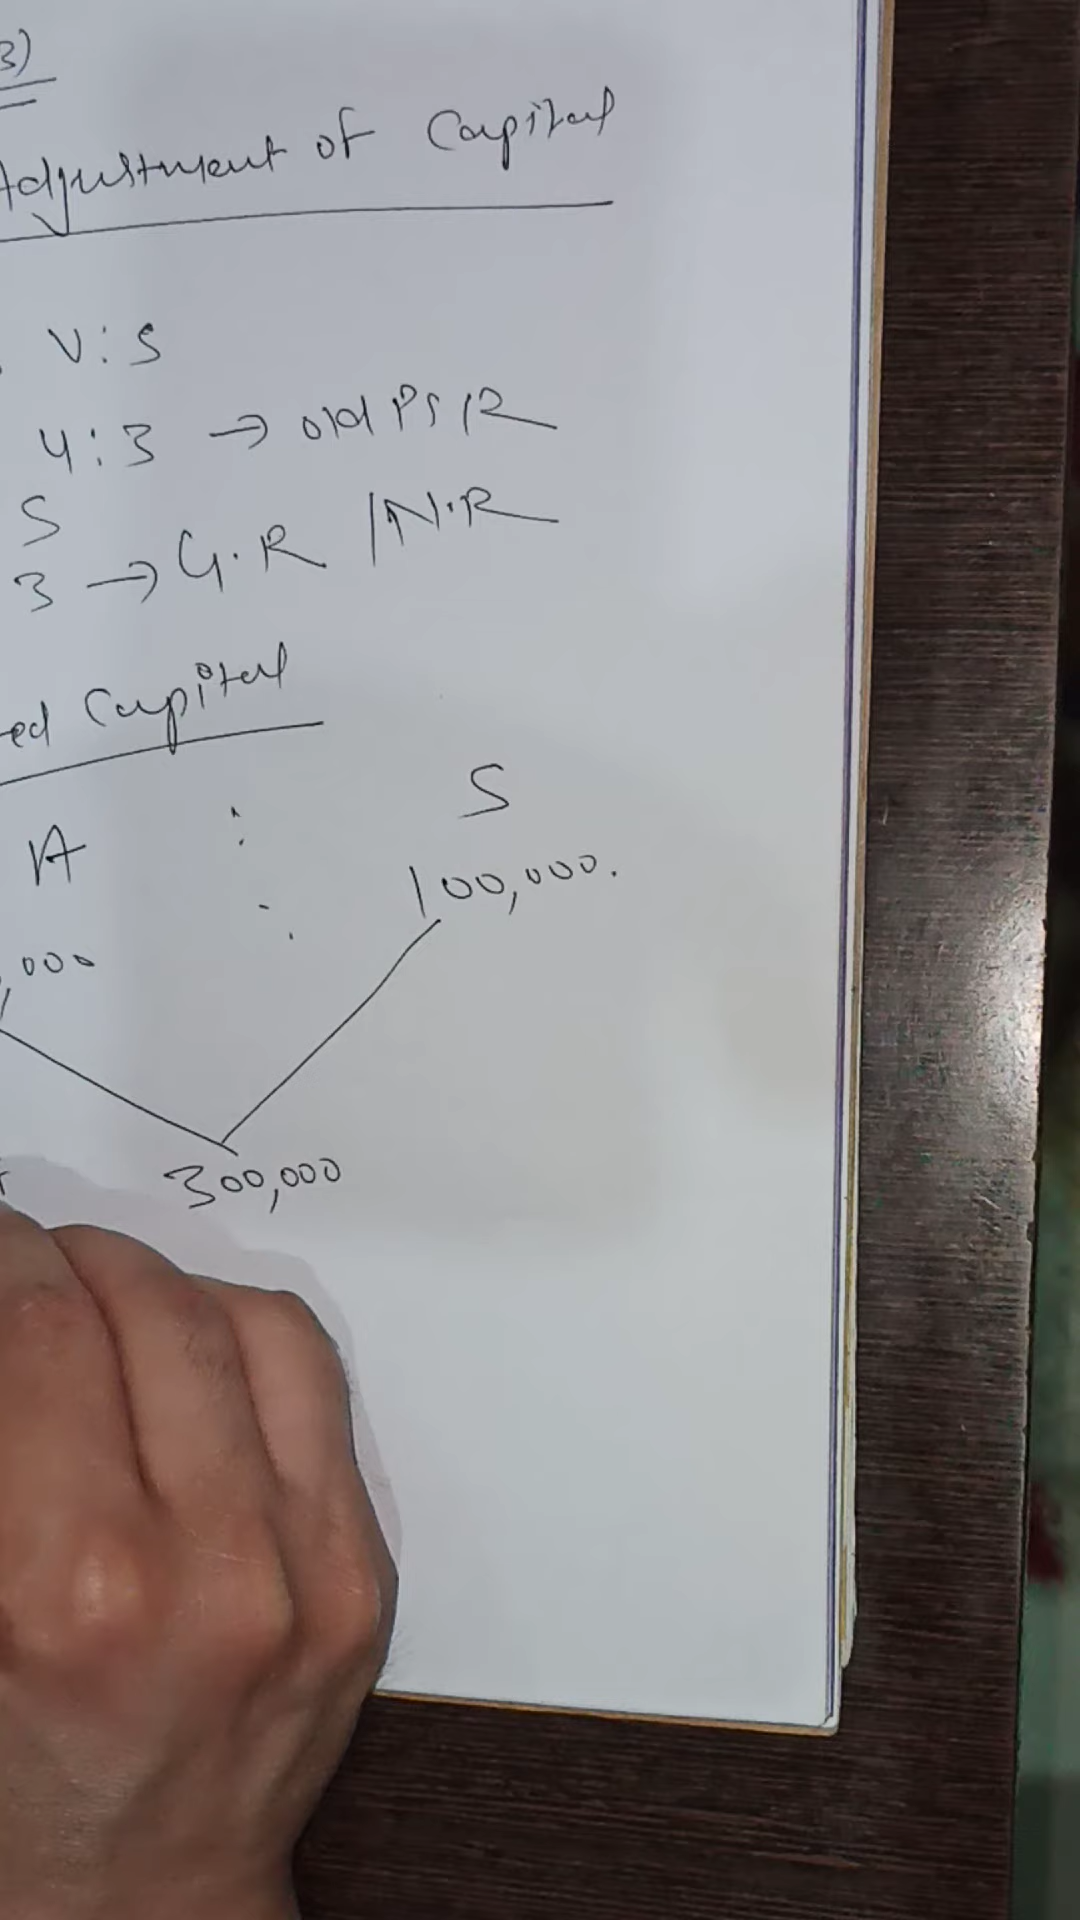 3)
Adjustment of Capital
V : S
4 : 3 → old PSR
S
3 → G.R /N.R
ed Capital
A : S
,000 : 100,000.
300,000